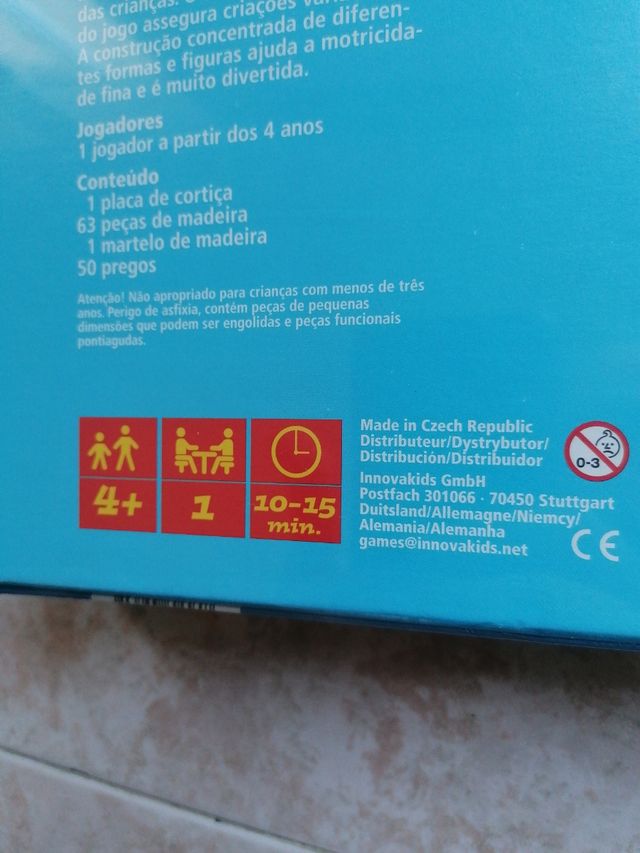 das crianças.
do jogo assegura criações
A construção concentrada de diferen-
tes formas e figuras ajuda a motricida-
de fina e é muito divertida.
Jogadores
1 jogador a partir dos 4 anos
Conteúdo
1 placa de cortiça
63 peças de madeira
1 martelo de madeira
50 pregos
Atenção! Não apropriado para crianças com menos de três
anos. Perigo de asfixia, contém peças de pequenas
dimensões que podem ser engolidas e peças funcionais
pontiagudas.
4+
1
10-15
min.
Made in Czech Republic
Distributeur/Dystrybutor/
Distribución/Distribuidor
Innovakids GmbH
Postfach 301066 · 70450 Stuttgart
Duitsland/Allemagne/Niemcy/
Alemania/Alemanha
games@innovakids.net
0-3
CE